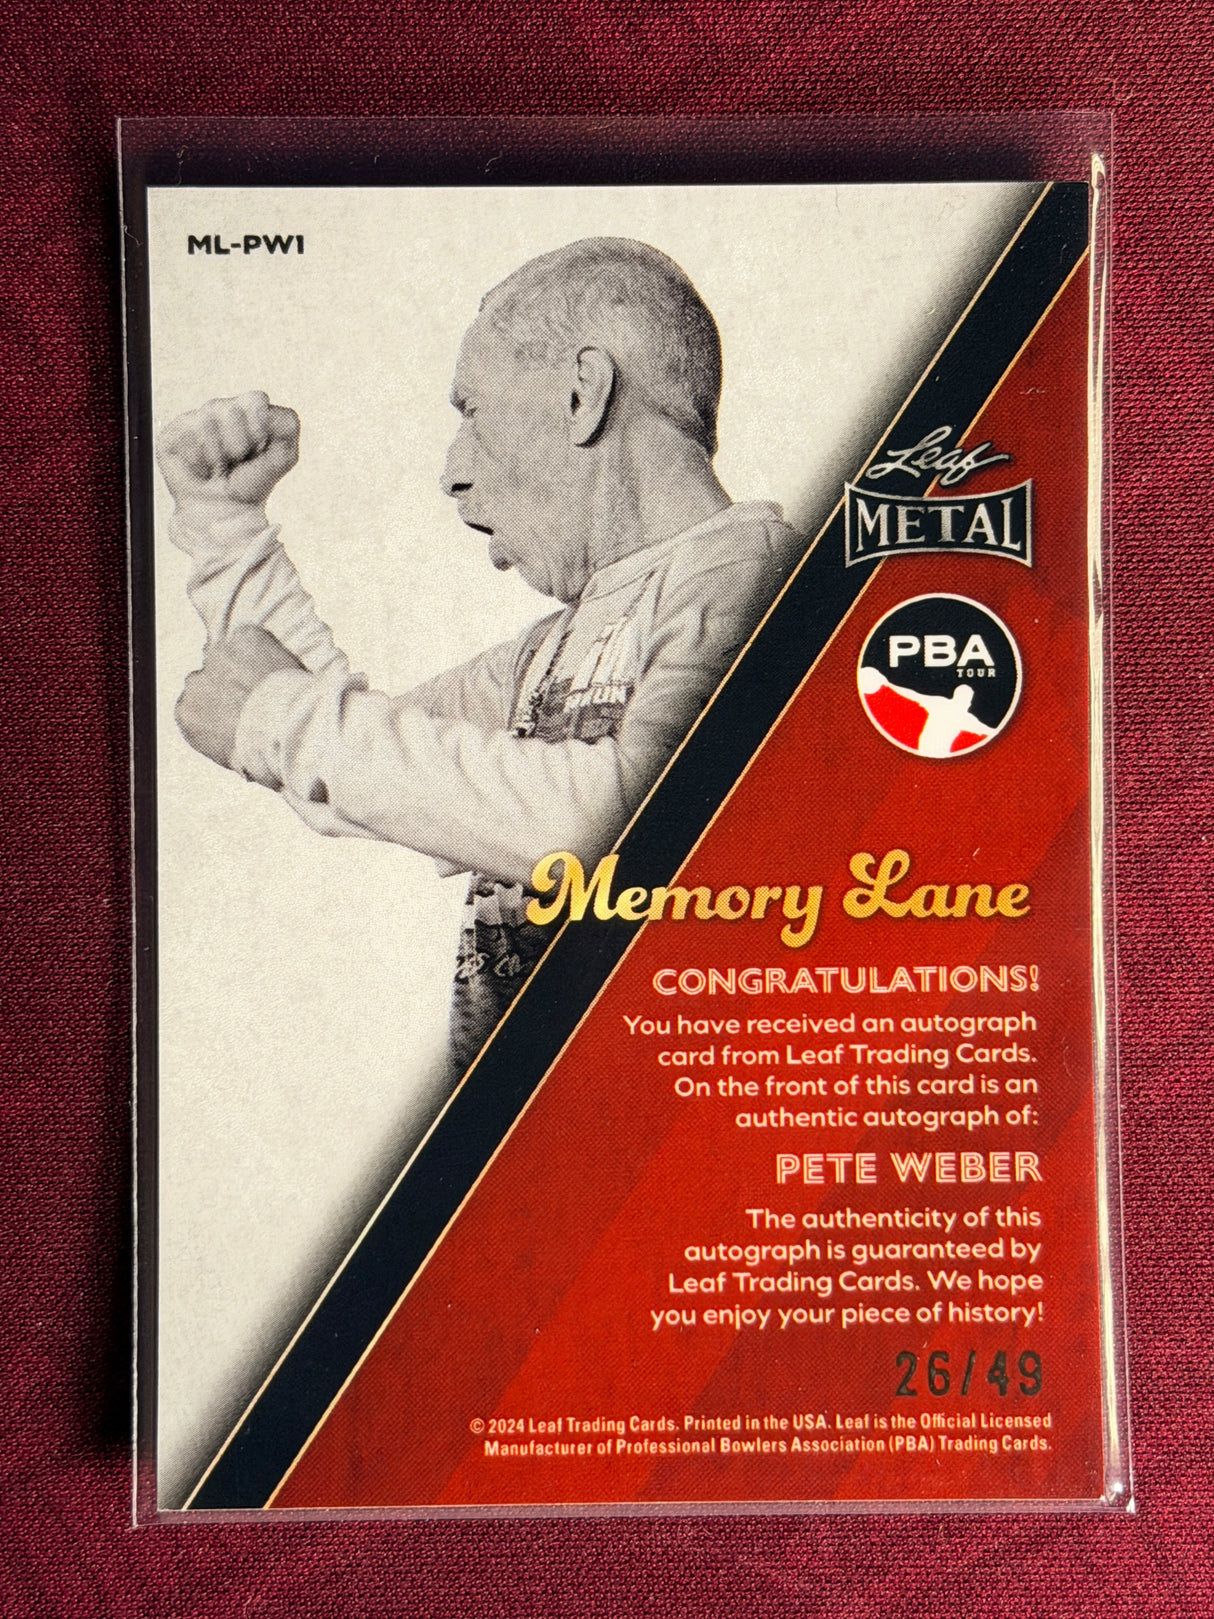 ML-PW1
Leaf
METAL
PBA
TOUR
Memory Lane
CONGRATULATIONS!
You have received an autograph
card from Leaf Trading Cards.
On the front of this card is an
authentic autograph of:
PETE WEBER
The authenticity of this
autograph is guaranteed by
Leaf Trading Cards. We hope
you enjoy your piece of history!
26/49
© 2024 Leaf Trading Cards. Printed in the USA. Leaf is the Official Licensed
Manufacturer of Professional Bowlers Association (PBA) Trading Cards.